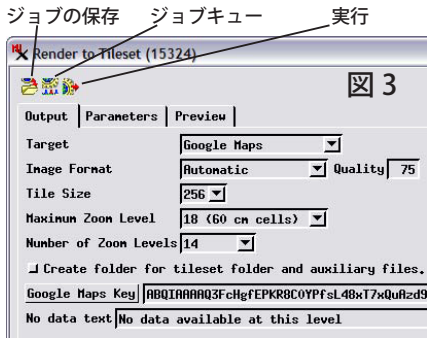 ジョブの保存 ジョブキュー 実行
Render to Tileset (15324)
図 3
Output Parameters Preview
Target Google Maps
Image Format Automatic Quality 75
Tile Size 256
Maximum Zoom Level 18 (60 cm cells)
Number of Zoom Levels 14
Create folder for tileset folder and auxiliary files.
Google Maps Key ABQIAAAAQ3FcHgfEPKR8C0YPfsL48xT7xQuAzd9
No data text No data available at this level